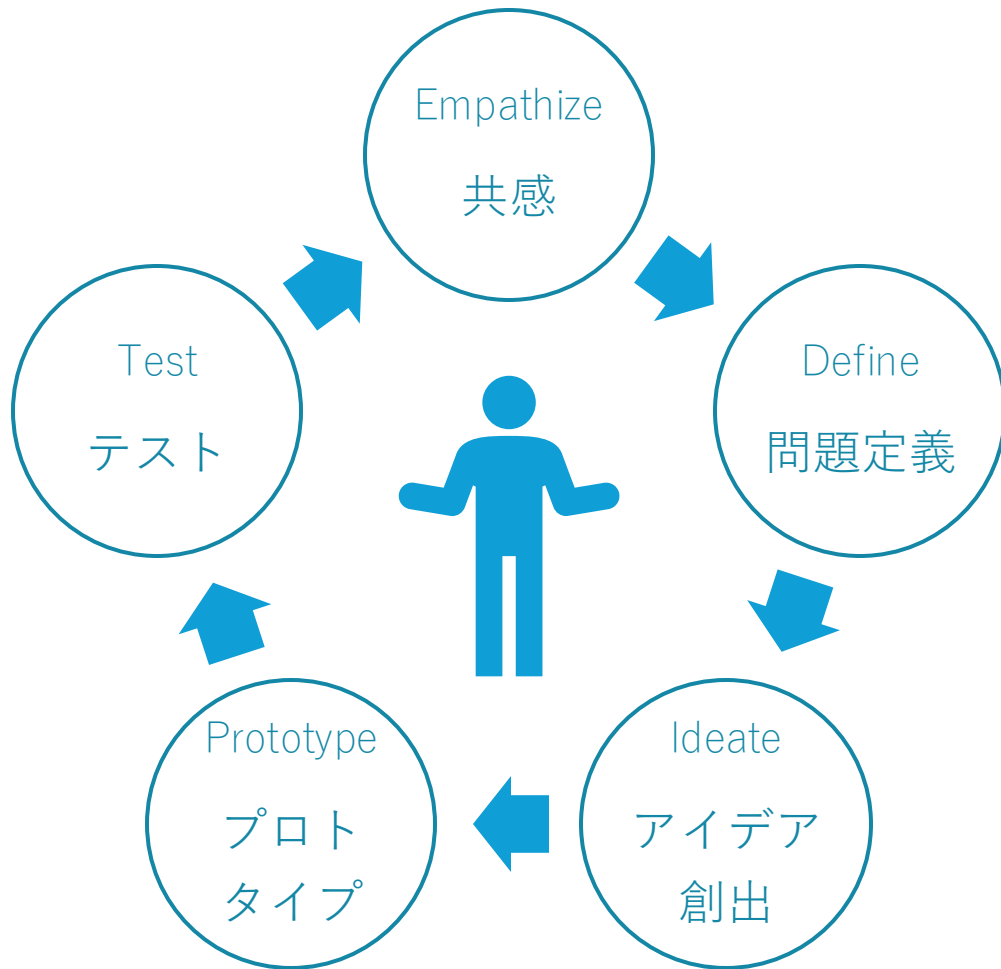 Empathize
共感
Define
問題定義
Ideate
アイデア
創出
Prototype
プロト
タイプ
Test
テスト